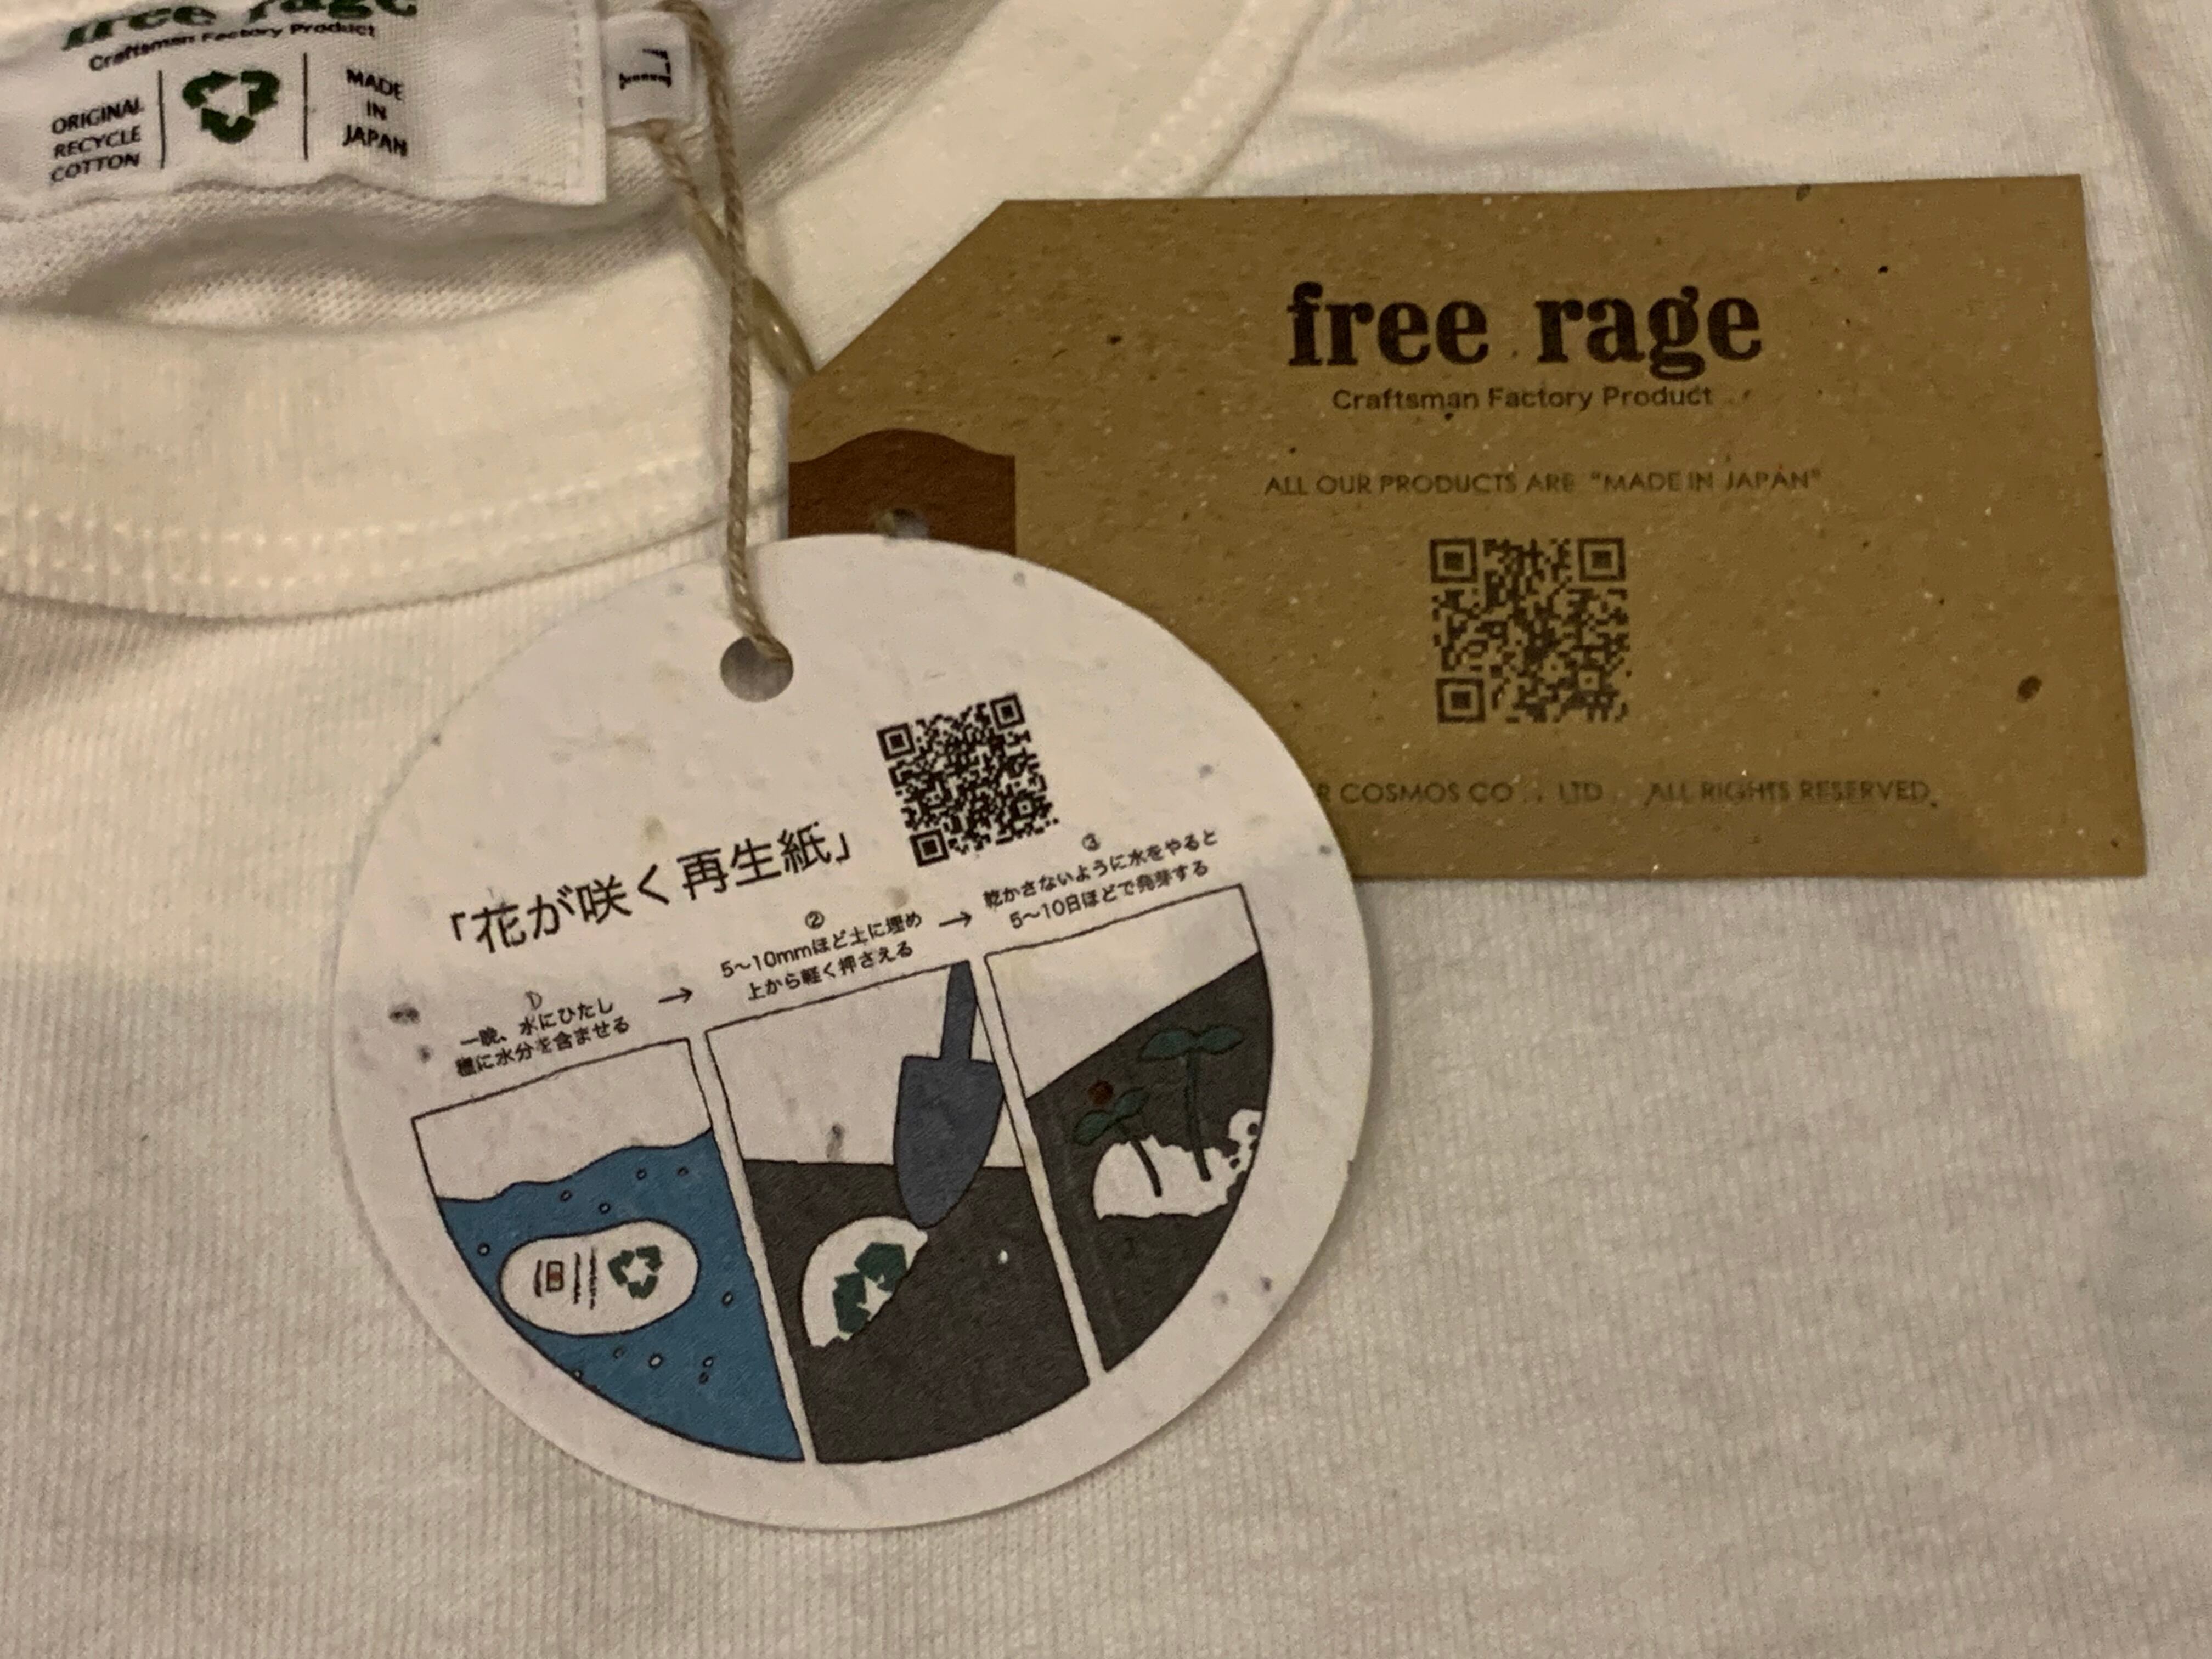 free rage
Craftsman Factory Product
ORIGINAL
RECYCLE
COTTON
MADE
IN
JAPAN
L
free rage
Craftsman Factory Product
ALL OUR PRODUCTS ARE "MADE IN JAPAN"
COSMOS CO., LTD. ALL RIGHTS RESERVED.
「花が咲く再生紙」
①
一晩、水にひたし
種に水分を含ませる
→
②
5〜10mmほど土に埋め
上から軽く押さえる
→
③
乾かさないように水をやると
5〜10日ほどで発芽する